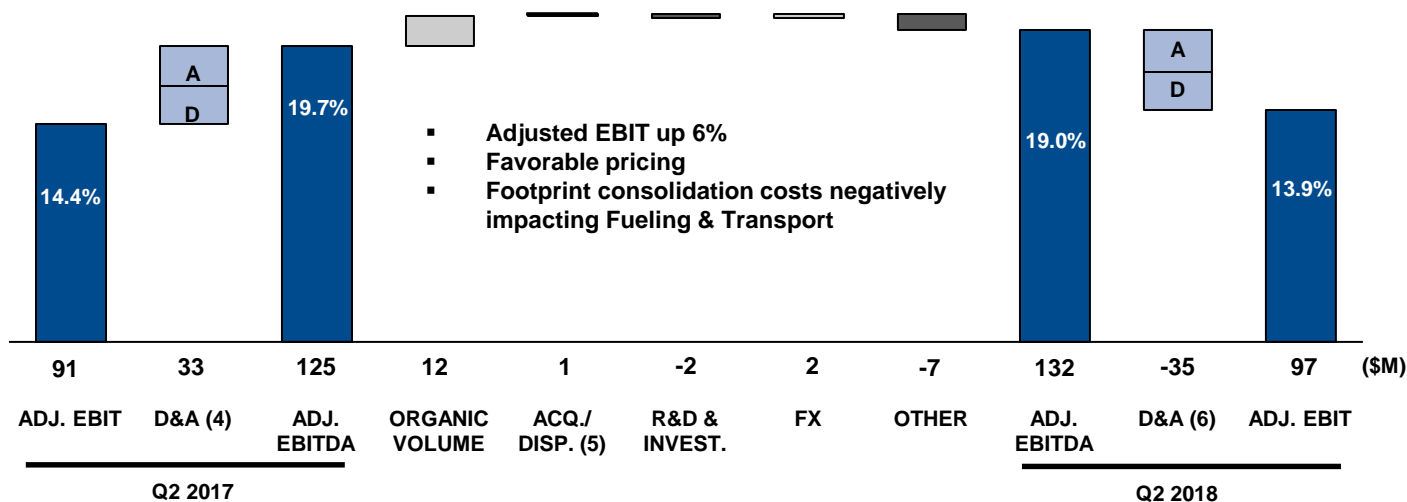 A
D
19.7%
14.4%
▪ Adjusted EBIT up 6%
▪ Favorable pricing
▪ Footprint consolidation costs negatively
impacting Fueling & Transport
19.0%
A
D
13.9%
91 33 125 12 1 -2 2 -7 132 -35 97 ($M)
ADJ. EBIT D&A (4) ADJ. ORGANIC ACQ./ R&D & FX OTHER ADJ. D&A (6) ADJ. EBIT
EBITDA VOLUME DISP. (5) INVEST. EBITDA
Q2 2017 Q2 2018